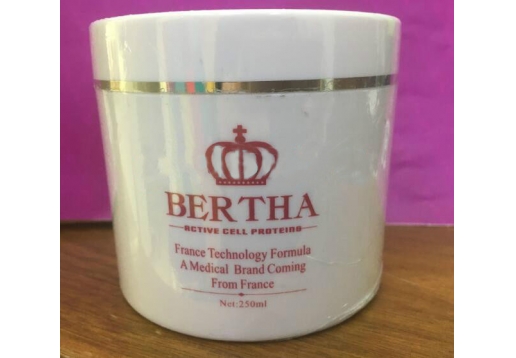 BERTHA
ACTIVE CELL PROTEINS
France Technology Formula
A Medical Brand Coming
From France
Net:250ml